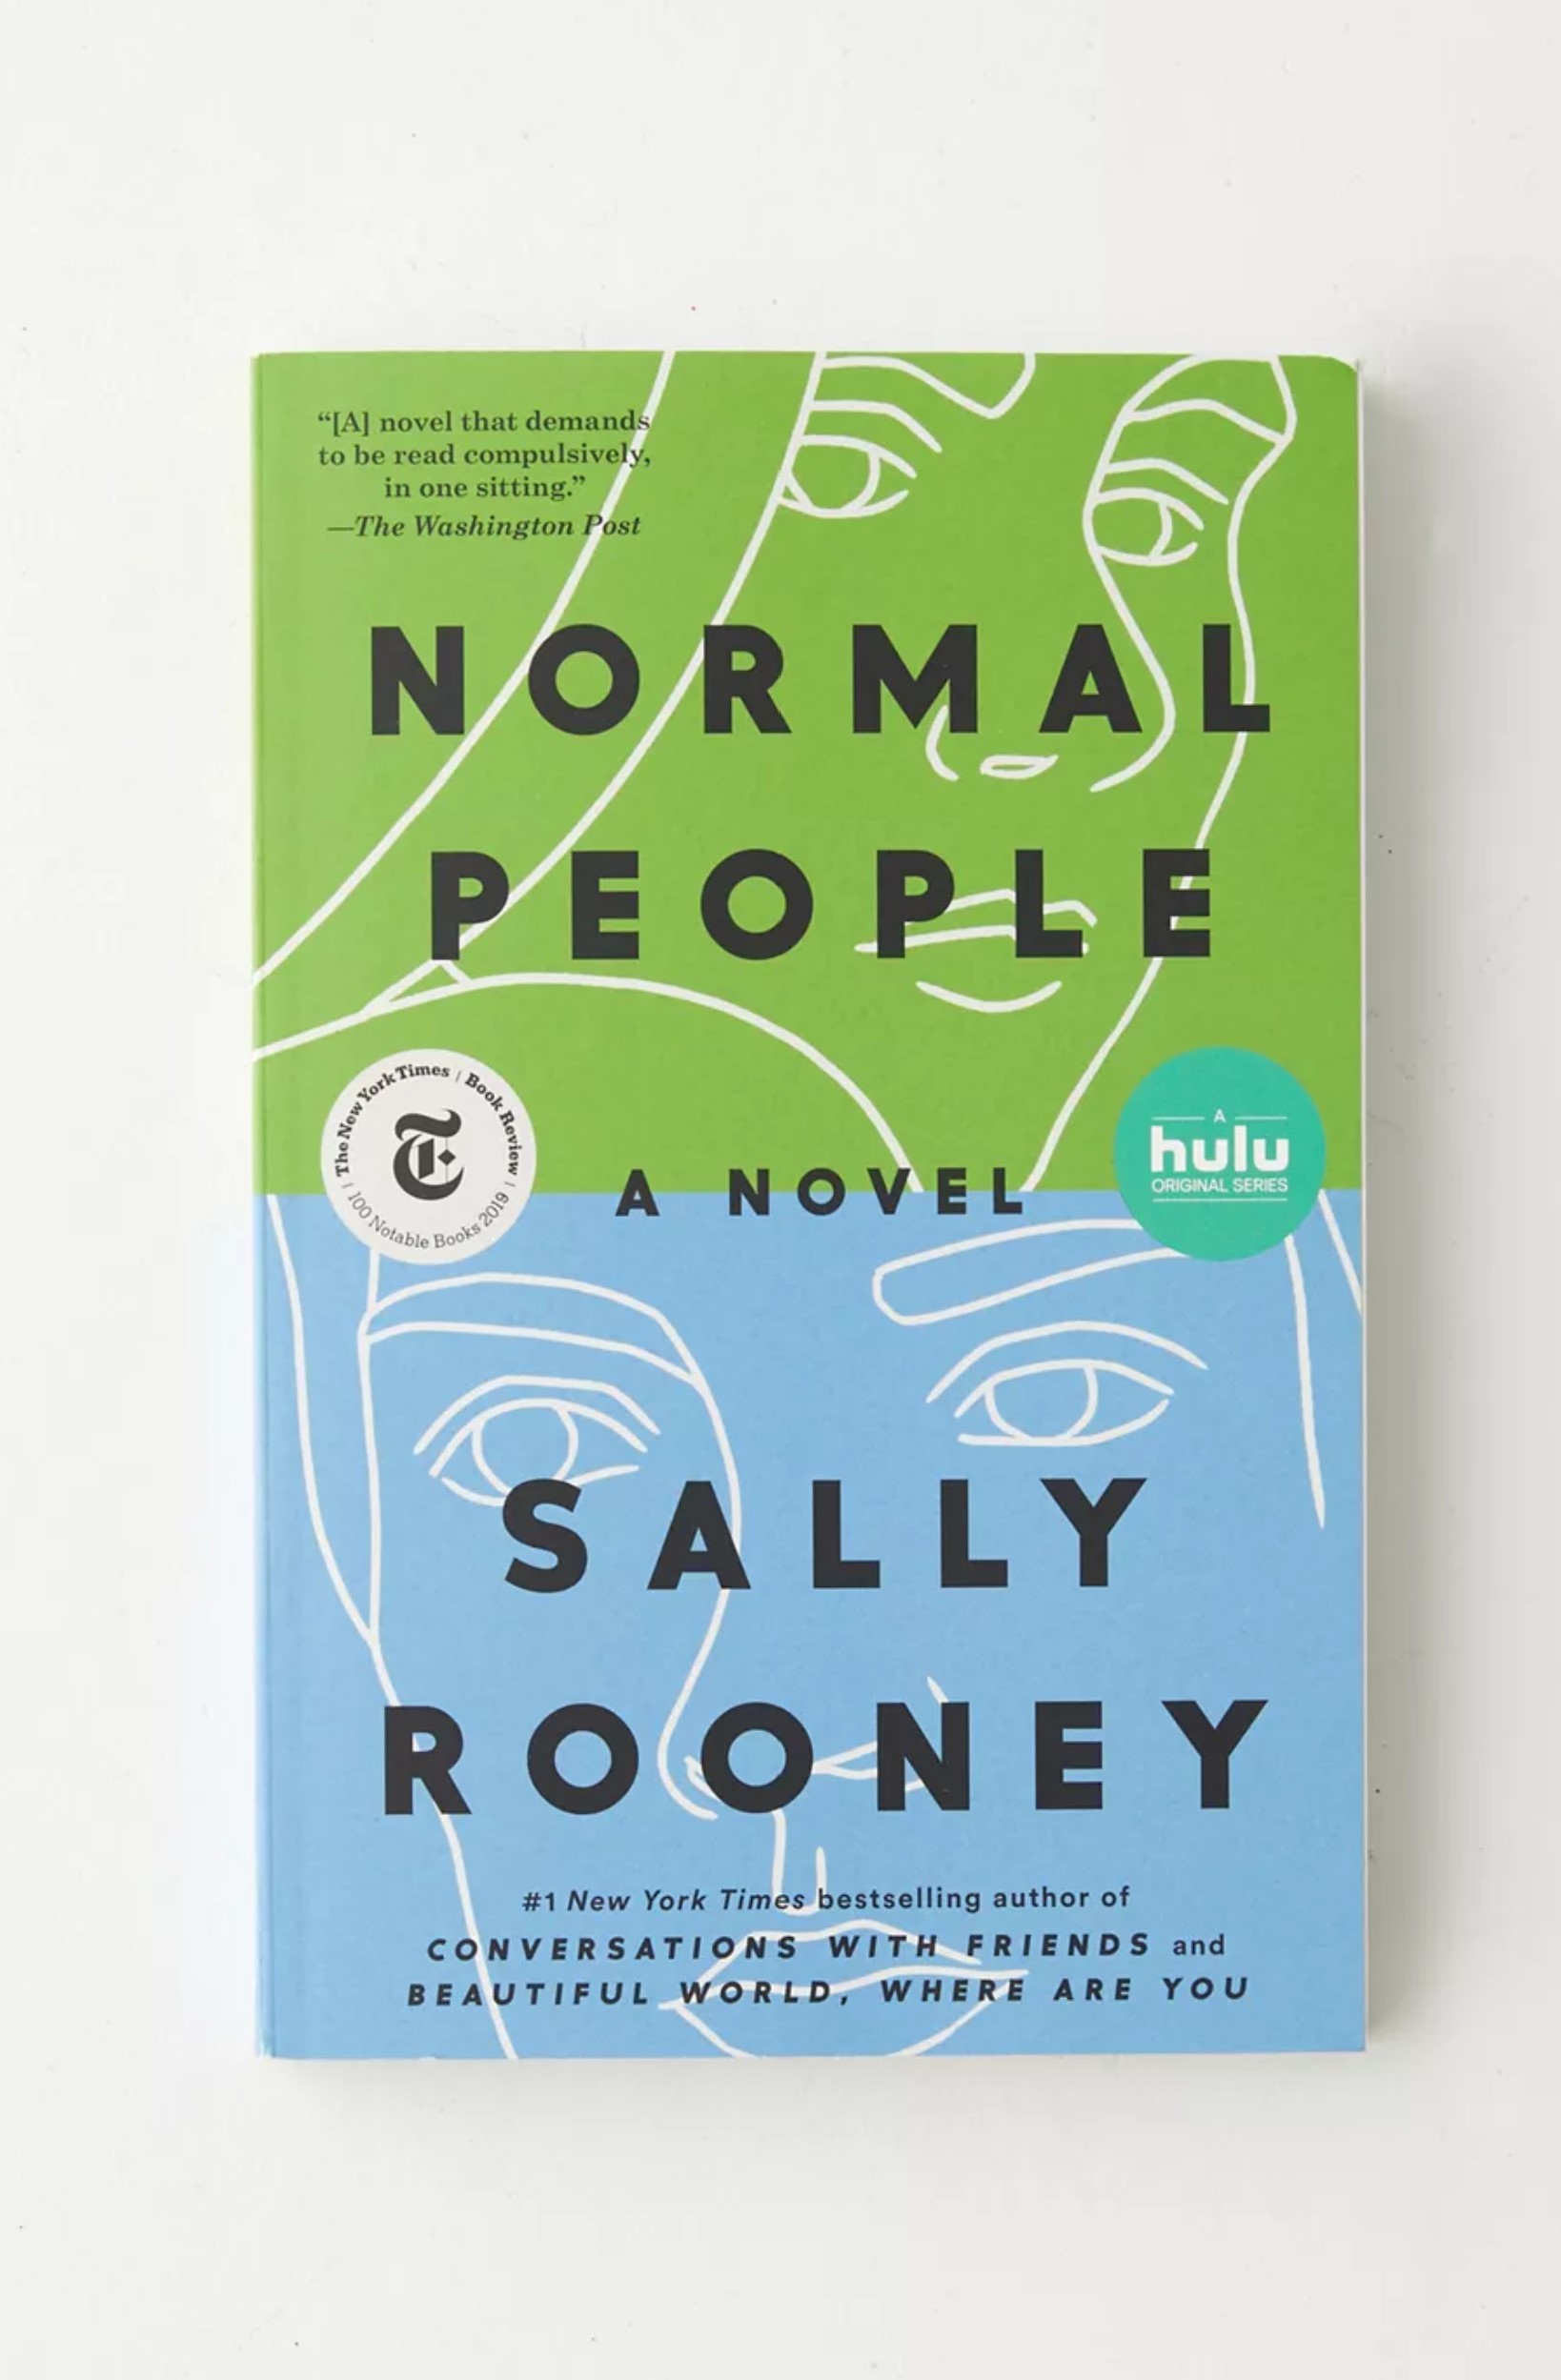 “[A] novel that demands
to be read compulsively,
in one sitting.”
—The Washington Post
NORMAL
PEOPLE
The New York Times | Book Review |
100 Notable Books 2019 |
A NOVEL
A
hulu
ORIGINAL SERIES
SALLY
ROONEY
#1 New York Times bestselling author of
CONVERSATIONS WITH FRIENDS and
BEAUTIFUL WORLD, WHERE ARE YOU